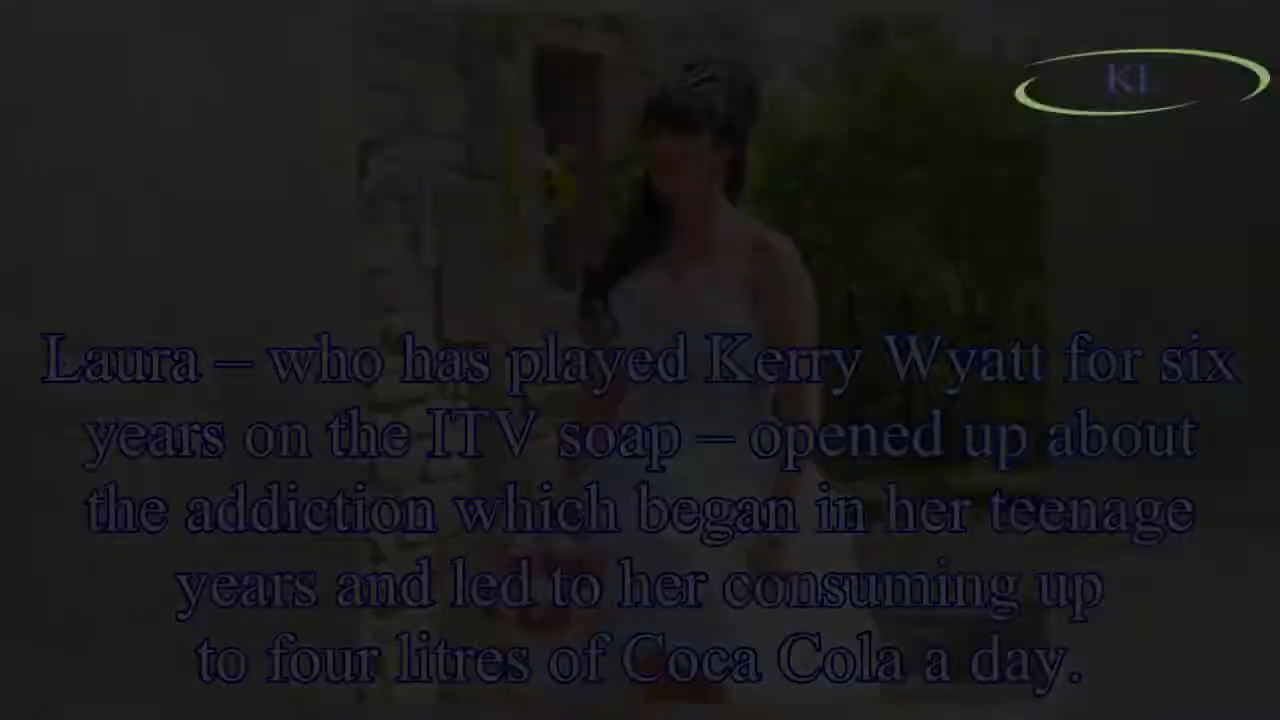 KL
Laura – who has played Kerry Wyatt for six
years on the ITV soap – opened up about
the addiction which began in her teenage
years and led to her consuming up
to four litres of Coca Cola a day.